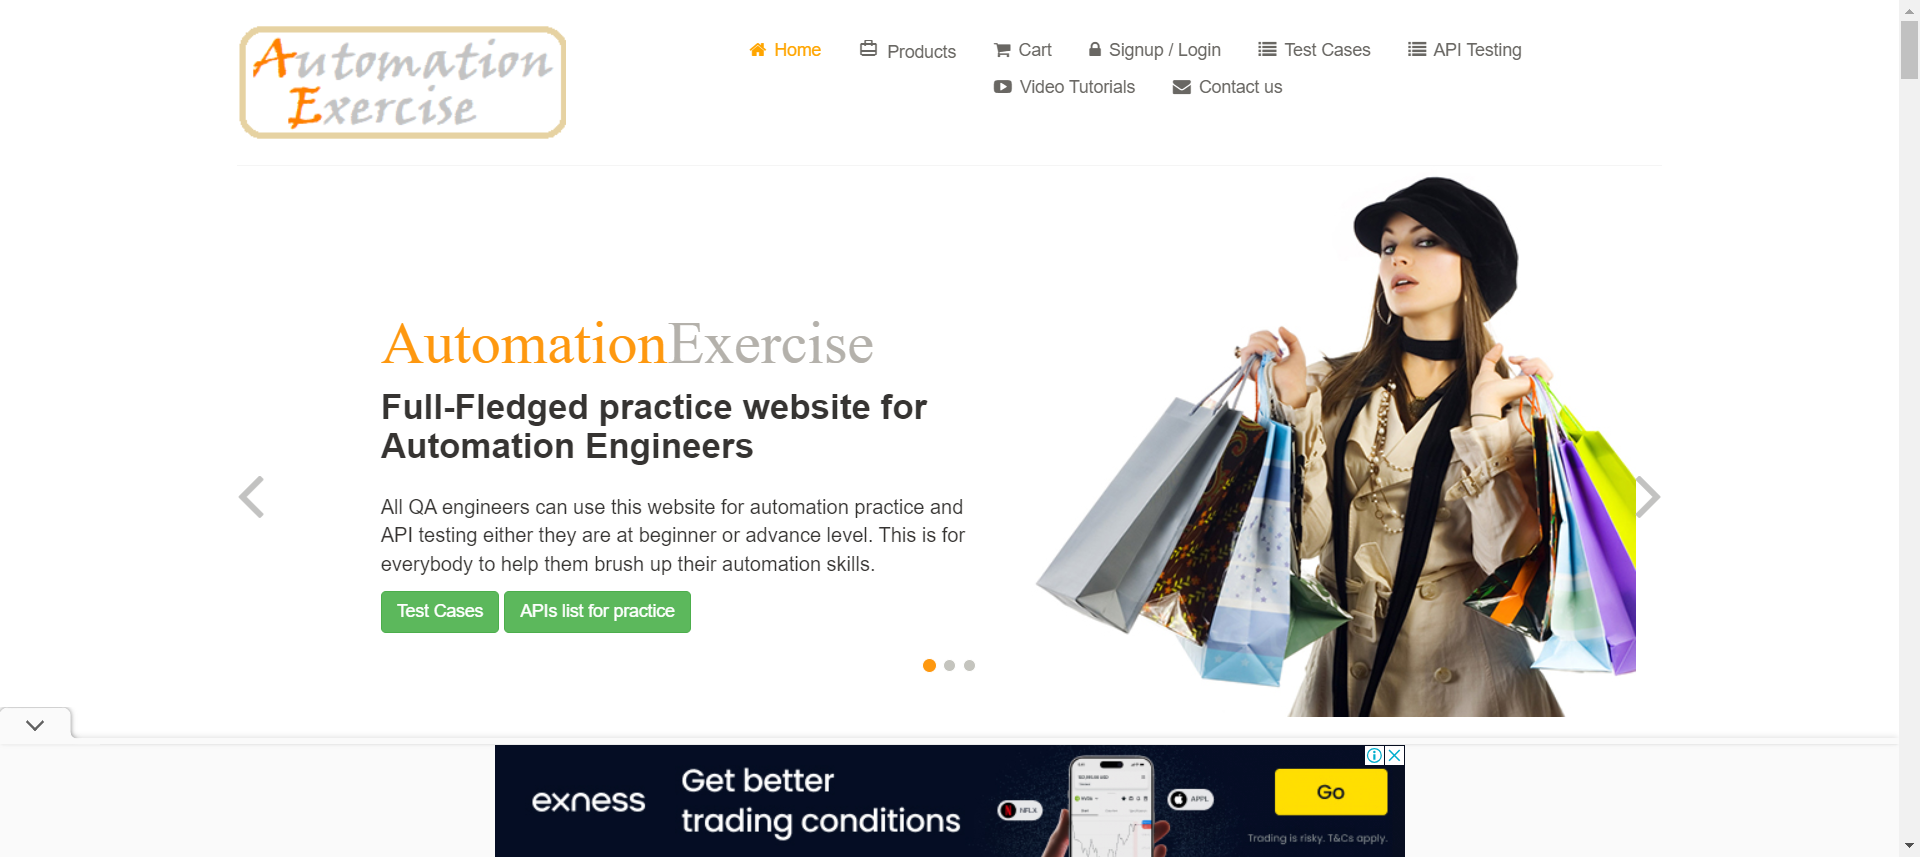 Automation
Exercise
Home
Products
Cart
Signup / Login
Test Cases
API Testing
Video Tutorials
Contact us
AutomationExercise
Full-Fledged practice website for
Automation Engineers
All QA engineers can use this website for automation practice and
API testing either they are at beginner or advance level. This is for
everybody to help them brush up their automation skills.
Test Cases
APIs list for practice
exness
Get better
trading conditions
NFLX
APPL
Go
Trading is risky. T&Cs apply.